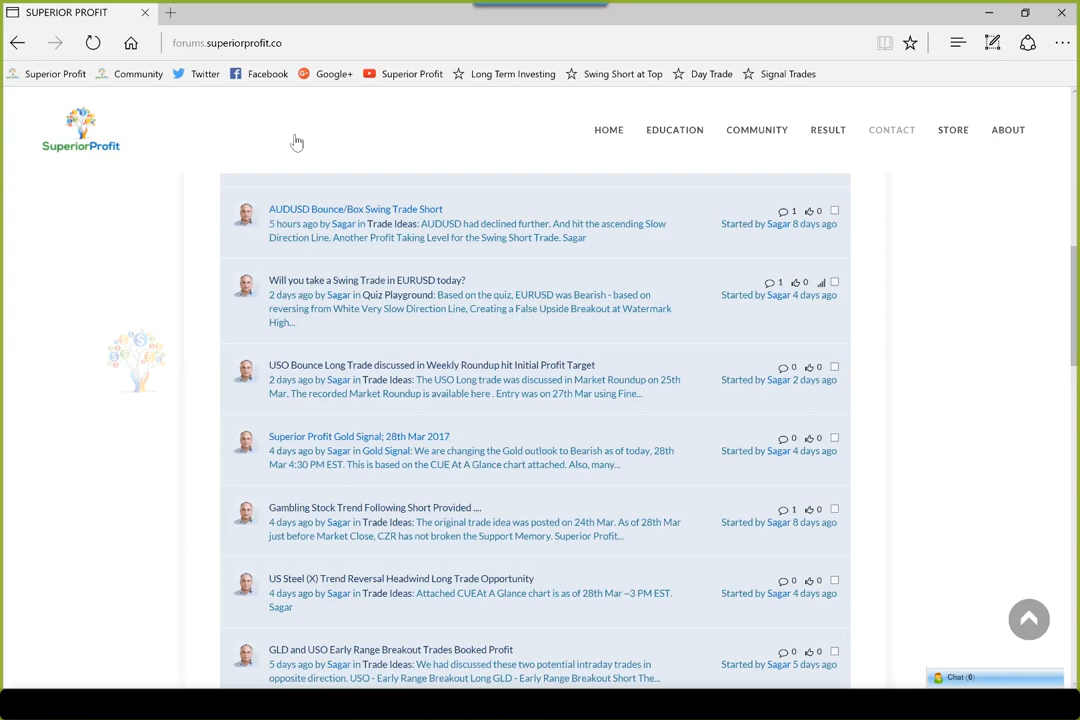 SUPERIOR PROFIT
forums.superiorprofit.co
Superior Profit Community Twitter Facebook Google+ Superior Profit Long Term Investing Swing Short at Top Day Trade Signal Trades
SuperiorProfit
HOME EDUCATION COMMUNITY RESULT CONTACT STORE ABOUT
AUDUSD Bounce/Box Swing Trade Short
1 0
5 hours ago by Sagar in Trade Ideas: AUDUSD had declined further. And hit the ascending Slow
Started by Sagar 8 days ago
Direction Line. Another Profit Taking Level for the Swing Short Trade. Sagar
Will you take a Swing Trade in EURUSD today?
1 0
2 days ago by Sagar in Quiz Playground: Based on the quiz, EURUSD was Bearish - based on
Started by Sagar 4 days ago
reversing from White Very Slow Direction Line, Creating a False Upside Breakout at Watermark
High...
USO Bounce Long Trade discussed in Weekly Roundup hit Initial Profit Target
0 0
2 days ago by Sagar in Trade Ideas: The USO Long trade was discussed in Market Roundup on 25th
Started by Sagar 2 days ago
Mar. The recorded Market Roundup is available here . Entry was on 27th Mar using Fine...
Superior Profit Gold Signal; 28th Mar 2017
0 0
4 days ago by Sagar in Gold Signal: We are changing the Gold outlook to Bearish as of today, 28th
Started by Sagar 4 days ago
Mar 4:30 PM EST. This is based on the CUE At A Glance chart attached. Also, many...
Gambling Stock Trend Following Short Provided ....
1 0
4 days ago by Sagar in Trade Ideas: The original trade idea was posted on 24th Mar. As of 28th Mar
Started by Sagar 8 days ago
just before Market Close, CZR has not broken the Support Memory. Superior Profit...
US Steel (X) Trend Reversal Headwind Long Trade Opportunity
0 0
4 days ago by Sagar in Trade Ideas: Attached CUEAt A Glance chart is as of 28th Mar ~3 PM EST.
Started by Sagar 4 days ago
Sagar
GLD and USO Early Range Breakout Trades Booked Profit
0 0
5 days ago by Sagar in Trade Ideas: We had discussed these two potential intraday trades in
Started by Sagar 5 days ago
opposite direction. USO - Early Range Breakout Long GLD - Early Range Breakout Short The...
Chat (0)